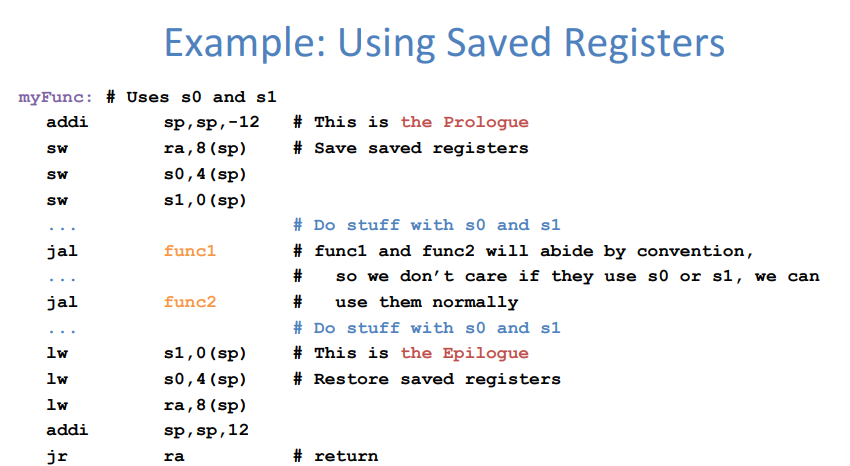 Example: Using Saved Registers
myFunc: # Uses s0 and s1
addi sp,sp,-12 # This is the Prologue
sw ra,8(sp) # Save saved registers
sw s0,4(sp)
sw s1,0(sp)
... # Do stuff with s0 and s1
jal func1 # func1 and func2 will abide by convention,
... # so we don’t care if they use s0 or s1, we can
jal func2 # use them normally
... # Do stuff with s0 and s1
lw s1,0(sp) # This is the Epilogue
lw s0,4(sp) # Restore saved registers
lw ra,8(sp)
addi sp,sp,12
jr ra # return